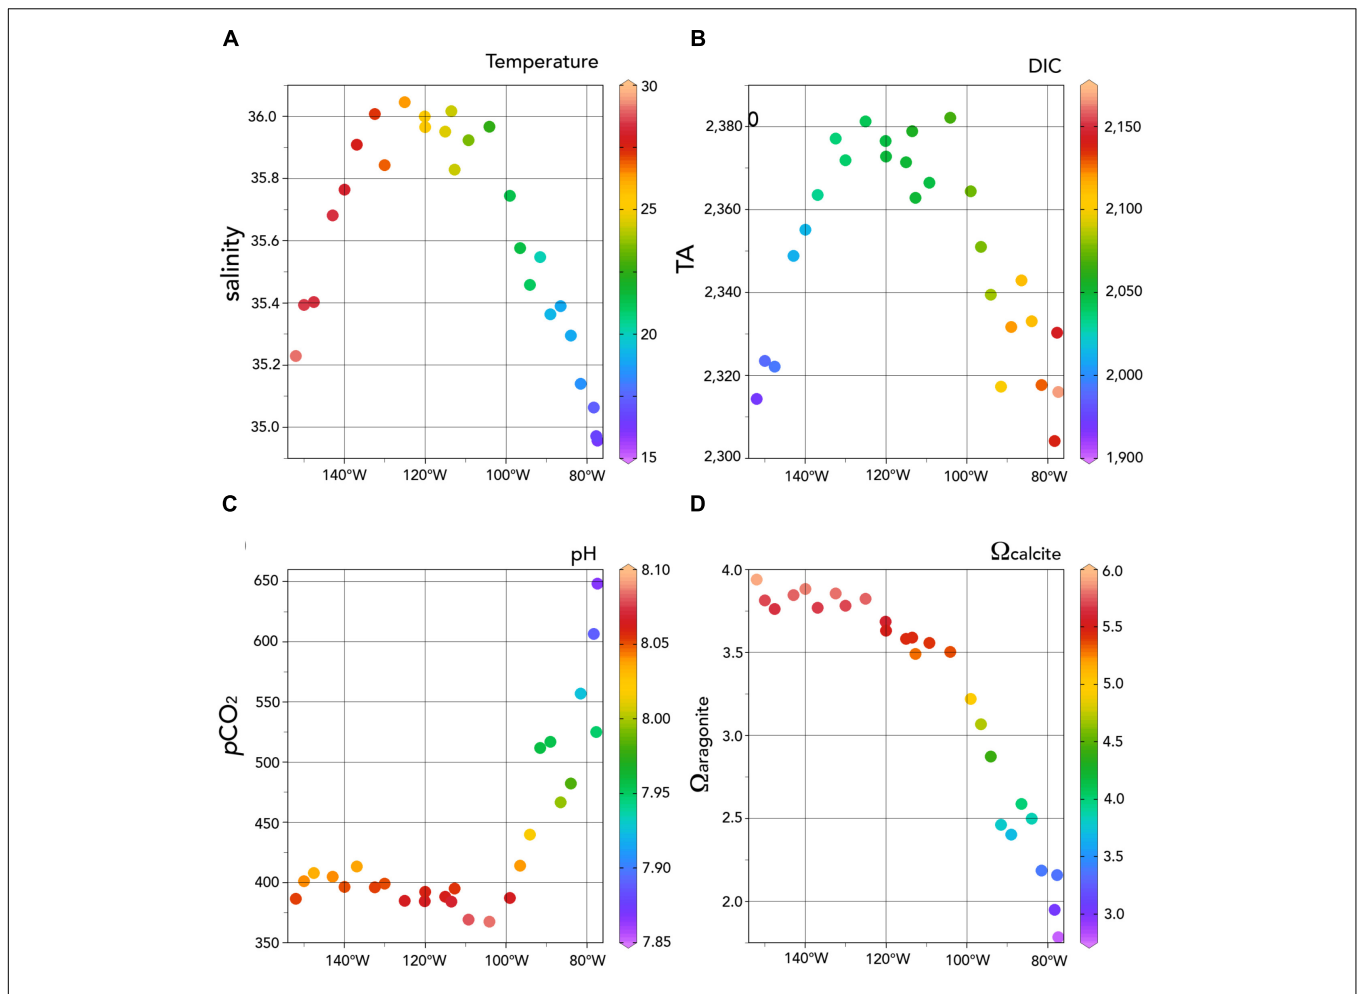 A
Temperature
salinity
36.0
35.8
35.6
35.4
35.2
35.0
140°W
120°W
100°W
80°W
30
25
20
15
B
DIC
TA
0
2,380
2,360
2,340
2,320
2,300
140°W
120°W
100°W
80°W
2,150
2,100
2,050
2,000
1,900
C
pH
pCO2
650
600
550
500
450
400
350
140°W
120°W
100°W
80°W
8.10
8.05
8.00
7.95
7.90
7.85
D
Ωcalcite
Ωaragonite
4.0
3.5
3.0
2.5
2.0
140°W
120°W
100°W
80°W
6.0
5.5
5.0
4.5
4.0
3.5
3.0